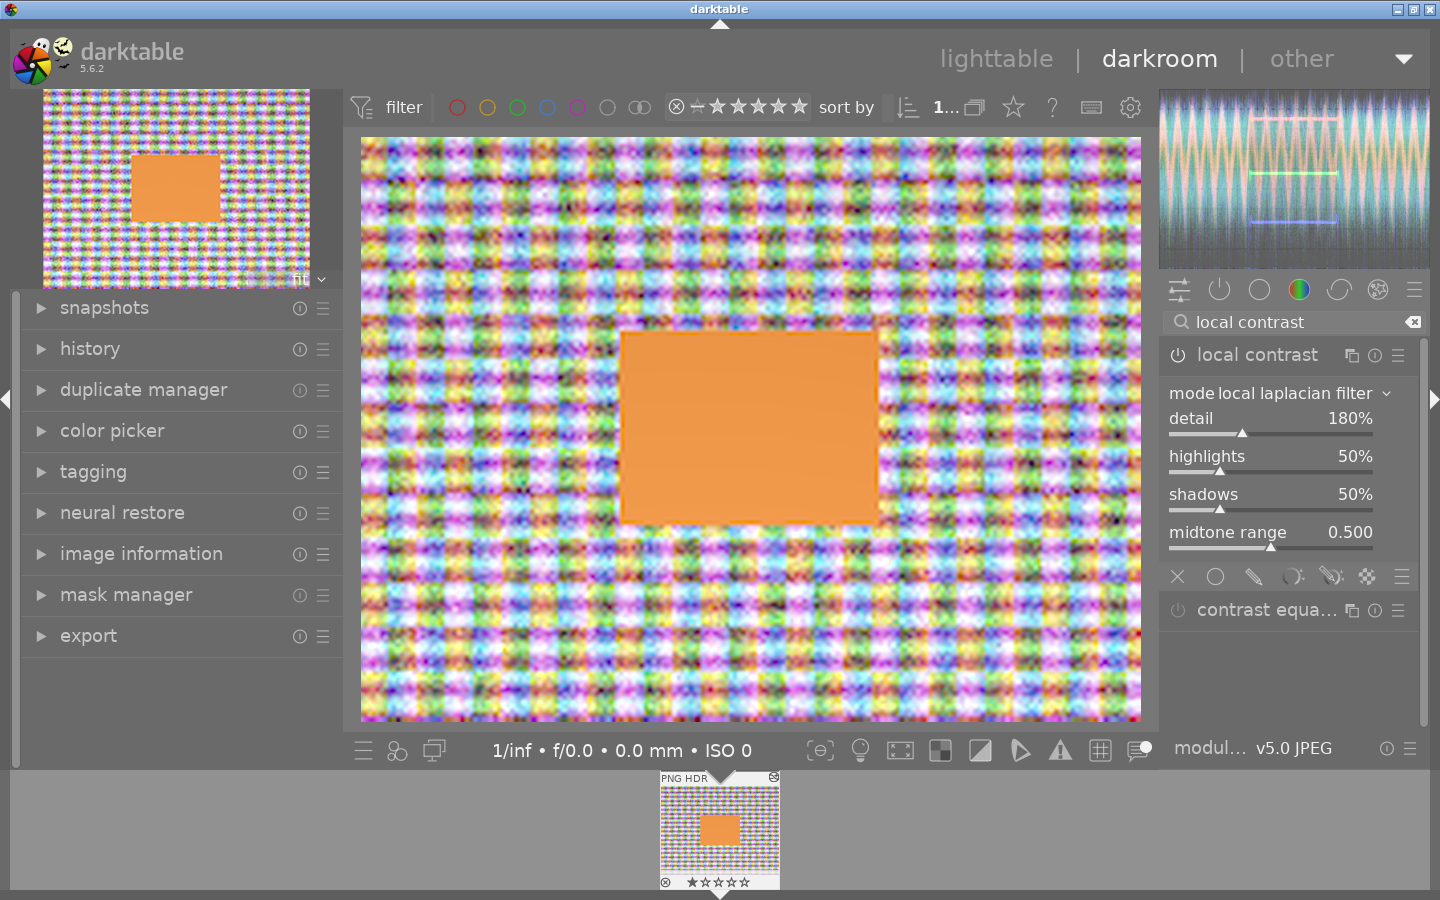 darktable
darktable
5.6.2
lighttable | darkroom | other
filter
sort by
1...
fit
snapshots
history
duplicate manager
color picker
tagging
neural restore
image information
mask manager
export
local contrast
local contrast
mode local laplacian filter
detail 180%
highlights 50%
shadows 50%
midtone range 0.500
contrast equa...
1/inf • f/0.0 • 0.0 mm • ISO 0
modul... v5.0 JPEG
PNG HDR